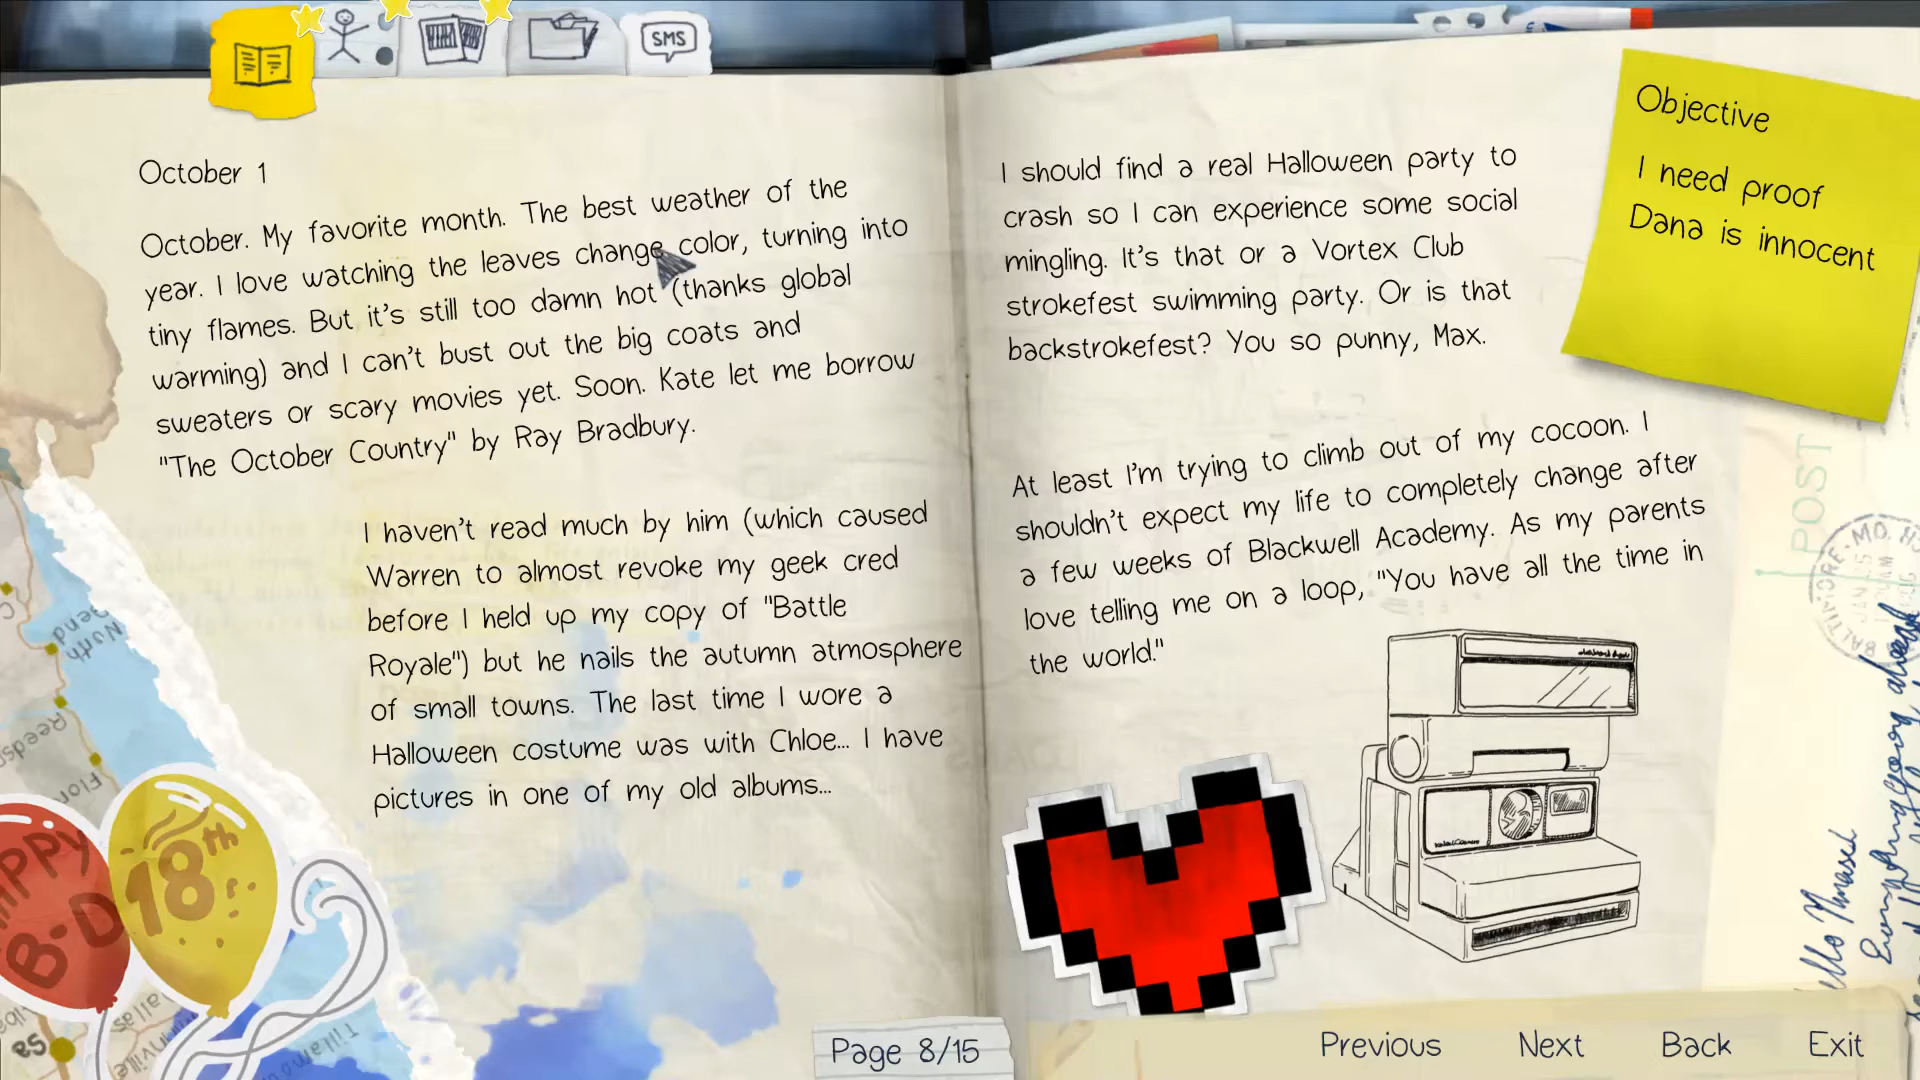 SMS
October 1
October. My favorite month. The best weather of the
year. I love watching the leaves change color, turning into
tiny flames. But it's still too damn hot (thanks global
warming) and I can't bust out the big coats and
sweaters or scary movies yet. Soon. Kate let me borrow
"The October Country" by Ray Bradbury.
I haven't read much by him (which caused
Warren to almost revoke my geek cred
before I held up my copy of "Battle
Royale") but he nails the autumn atmosphere
of small towns. The last time I wore a
Halloween costume was with Chloe... I have
pictures in one of my old albums...
North
Bend
Reedsp
Flor
HAPPY
B-D
18th
Page 8/15
I should find a real Halloween party to
crash so I can experience some social
mingling. It's that or a Vortex Club
strokefest swimming party. Or is that
backstrokefest? You so punny, Max.
At least I'm trying to climb out of my cocoon. I
shouldn't expect my life to completely change after
a few weeks of Blackwell Academy. As my parents
love telling me on a loop, "You have all the time in
the world."
Objective
I need proof
Dana is innocent
POST
Previous
Next
Back
Exit